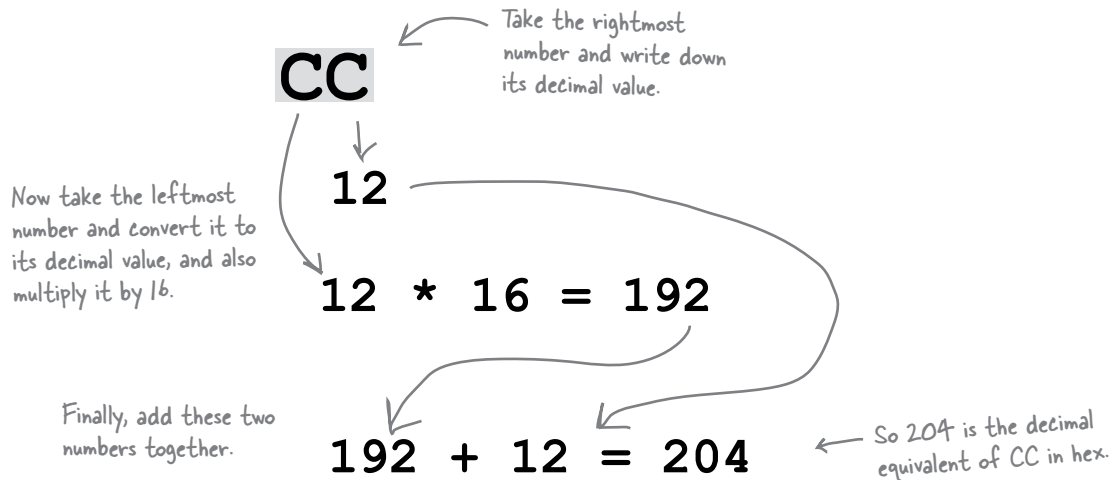 Take the rightmost
number and write down
its decimal value.
CC
12
Now take the leftmost
number and convert it to
its decimal value, and also
multiply it by 16.
12 * 16 = 192
Finally, add these two
numbers together.
192 + 12 = 204
So 204 is the decimal
equivalent of CC in hex.